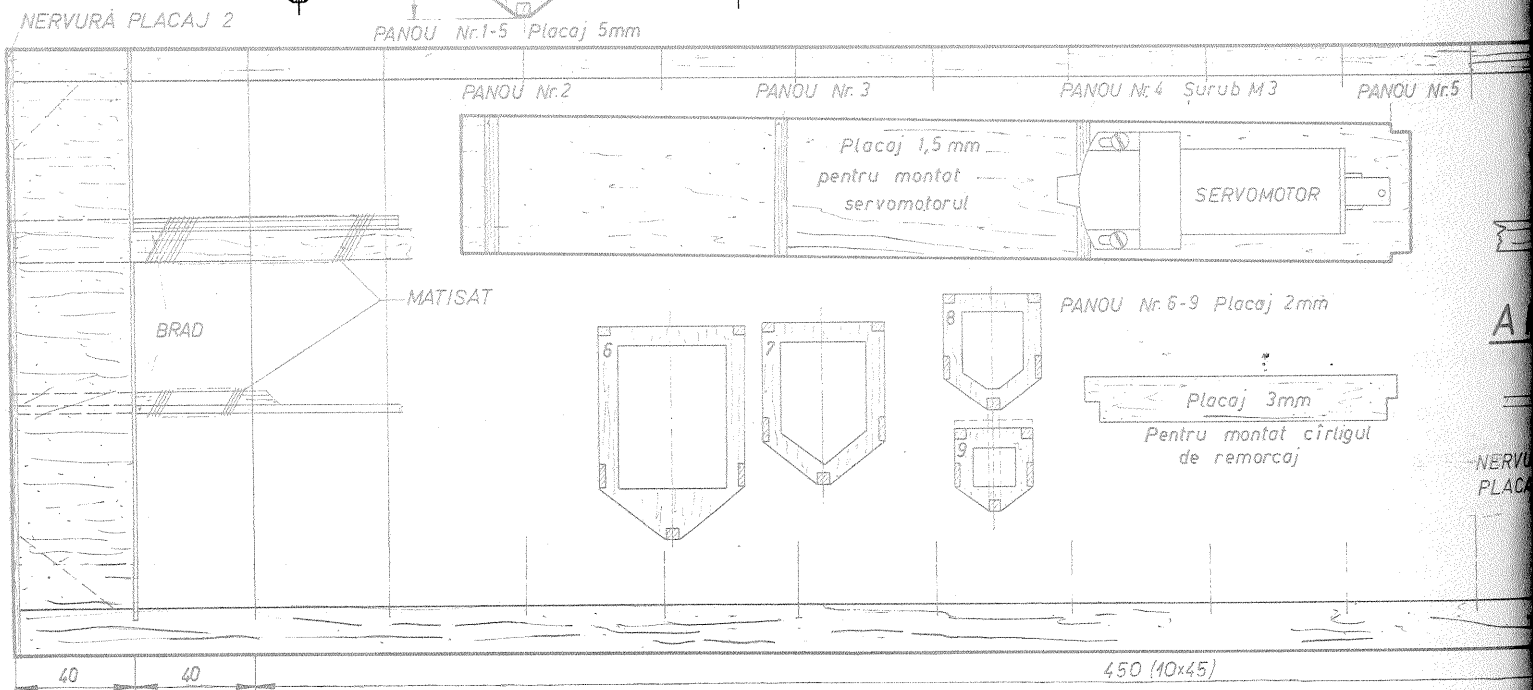 NERVURĂ PLACAJ 2
PANOU Nr.1-5 Placaj 5mm
PANOU Nr.2
PANOU Nr. 3
PANOU Nr.4 Surub M3
PANOU Nr.5
Placaj 1,5 mm
pentru montat
servomotorul
SERVOMOTOR
MATISAT
BRAD
PANOU Nr. 6-9 Placaj 2mm
6
7
8
9
Placaj 3mm
Pentru montat cîrligul
de remorcaj
40
40
450 (10x45)